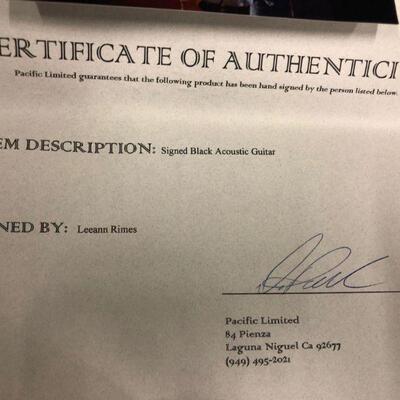 ERTIFICATE OF AUTHENTICI
Pacific Limited guarantees that the following product has been hand signed by the person listed below.
EM DESCRIPTION: Signed Black Acoustic Guitar
NED BY: Leeann Rimes
Pacific Limited
84 Pienza
Laguna Niguel Ca 92677
(949) 495-2021